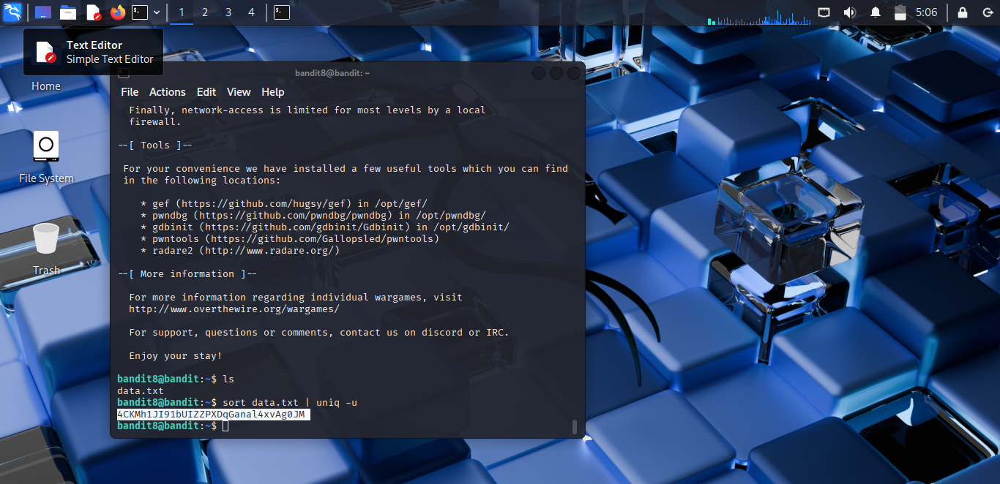 1 2 3 4
5:06
Text Editor
Simple Text Editor
Home
File System
Trash
bandit8@bandit: ~
File Actions Edit View Help
Finally, network-access is limited for most levels by a local
firewall.
--[ Tools ]--
For your convenience we have installed a few useful tools which you can find
in the following locations:
* gef (https://github.com/hugsy/gef) in /opt/gef/
* pwndbg (https://github.com/pwndbg/pwndbg) in /opt/pwndbg/
* gdbinit (https://github.com/gdbinit/Gdbinit) in /opt/gdbinit/
* pwntools (https://github.com/Gallopsled/pwntools)
* radare2 (http://www.radare.org/)
--[ More information ]--
For more information regarding individual wargames, visit
http://www.overthewire.org/wargames/
For support, questions or comments, contact us on discord or IRC.
Enjoy your stay!
bandit8@bandit:~$ ls
data.txt
bandit8@bandit:~$ sort data.txt | uniq -u
4CKMh1JI91bUIZZPXDqGanal4xvAg0JM
bandit8@bandit:~$